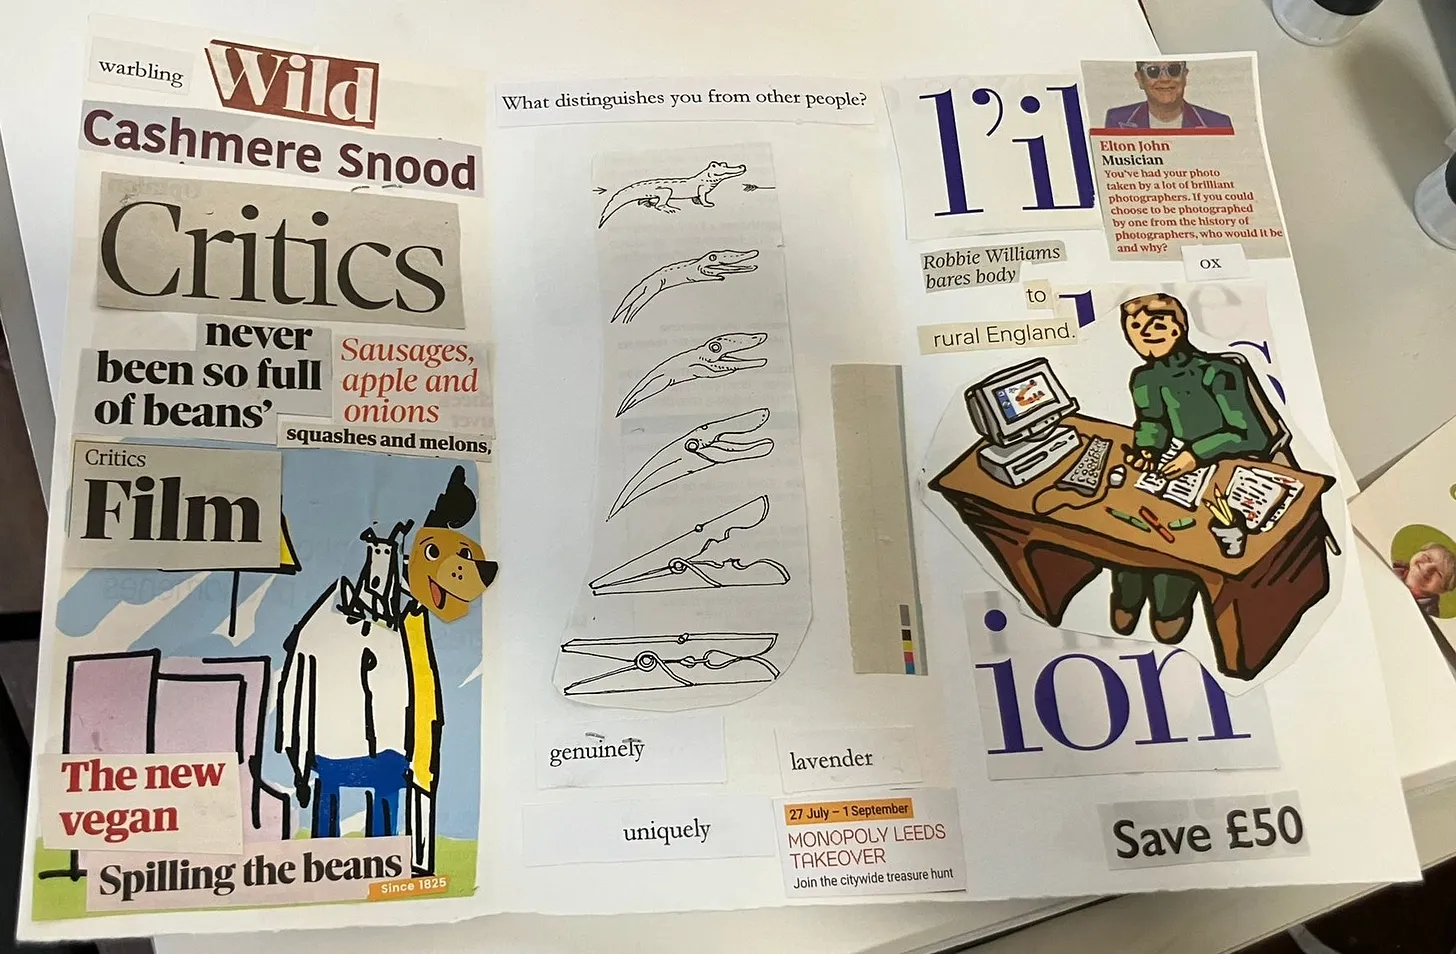 warbling
Wild
Cashmere Snood
Critics
never
been so full
of beans'
Sausages,
apple and
onions
squashes and melons,
Critics
Film
The new
vegan
Spilling the beans
Since 1825
What distinguishes you from other people?
genuinely
uniquely
lavender
27 July – 1 September
MONOPOLY LEEDS
TAKEOVER
Join the citywide treasure hunt
l'il
Elton John
Musician
You've had your photo
taken by a lot of brilliant
photographers. If you could
choose to be photographed
by one from the history of
photographers, who would it be
and why?
ox
Robbie Williams
bares body
to
rural England.
ion
Save £50